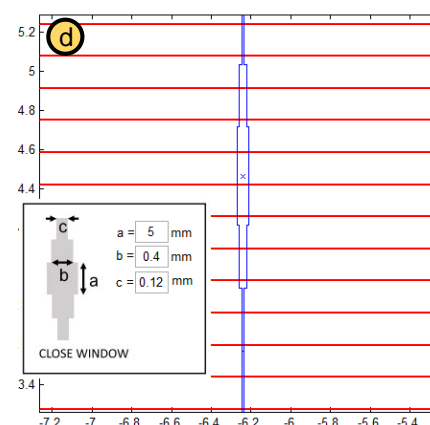 d
5.2
5
4.8
4.6
4.4
c
b
a
a = 5 mm
b = 0.4 mm
c = 0.12 mm
CLOSE WINDOW
3.4
-7.2 -7 -6.8 -6.6 -6.4 -6.2 -6 -5.8 -5.6 -5.4